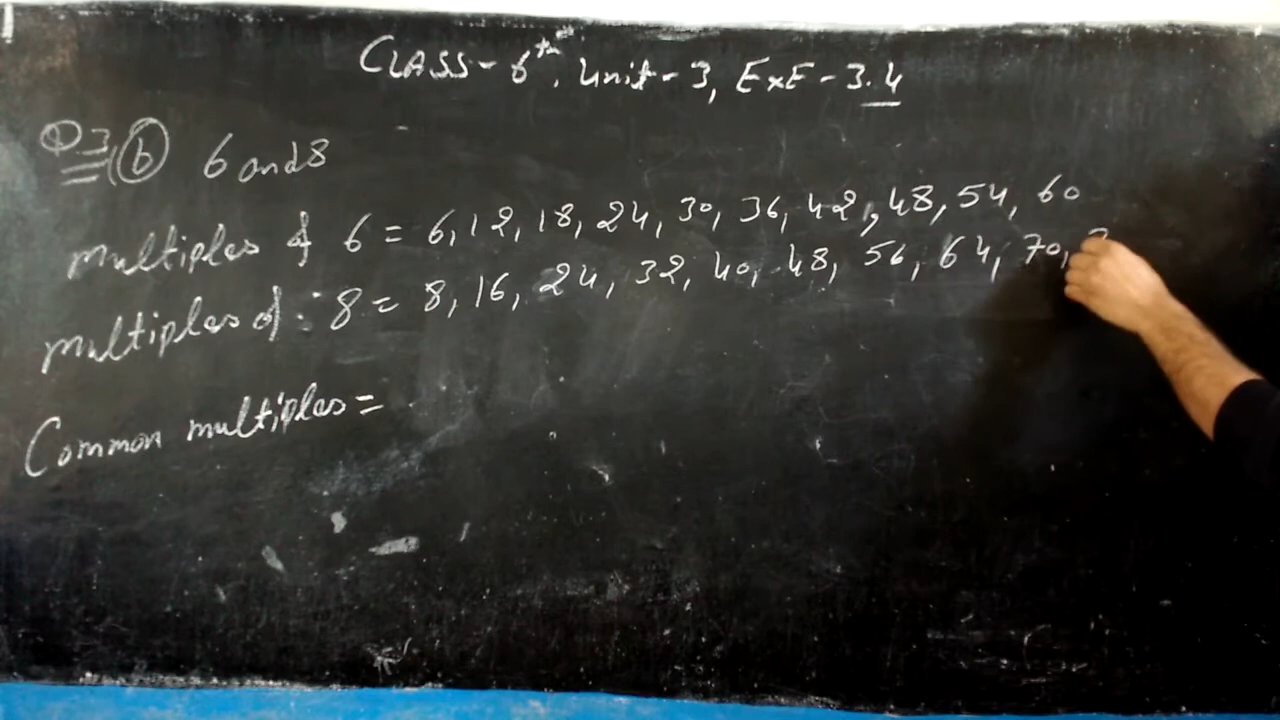 CLASS - 6th, Unit - 3, ExE - 3.4
Q3 (b) 6 and 8
multiples of 6 = 6, 12, 18, 24, 30, 36, 42, 48, 54, 60
multiples of: 8 = 8, 16, 24, 32, 40, 48, 56, 64, 70,
Common multiples =